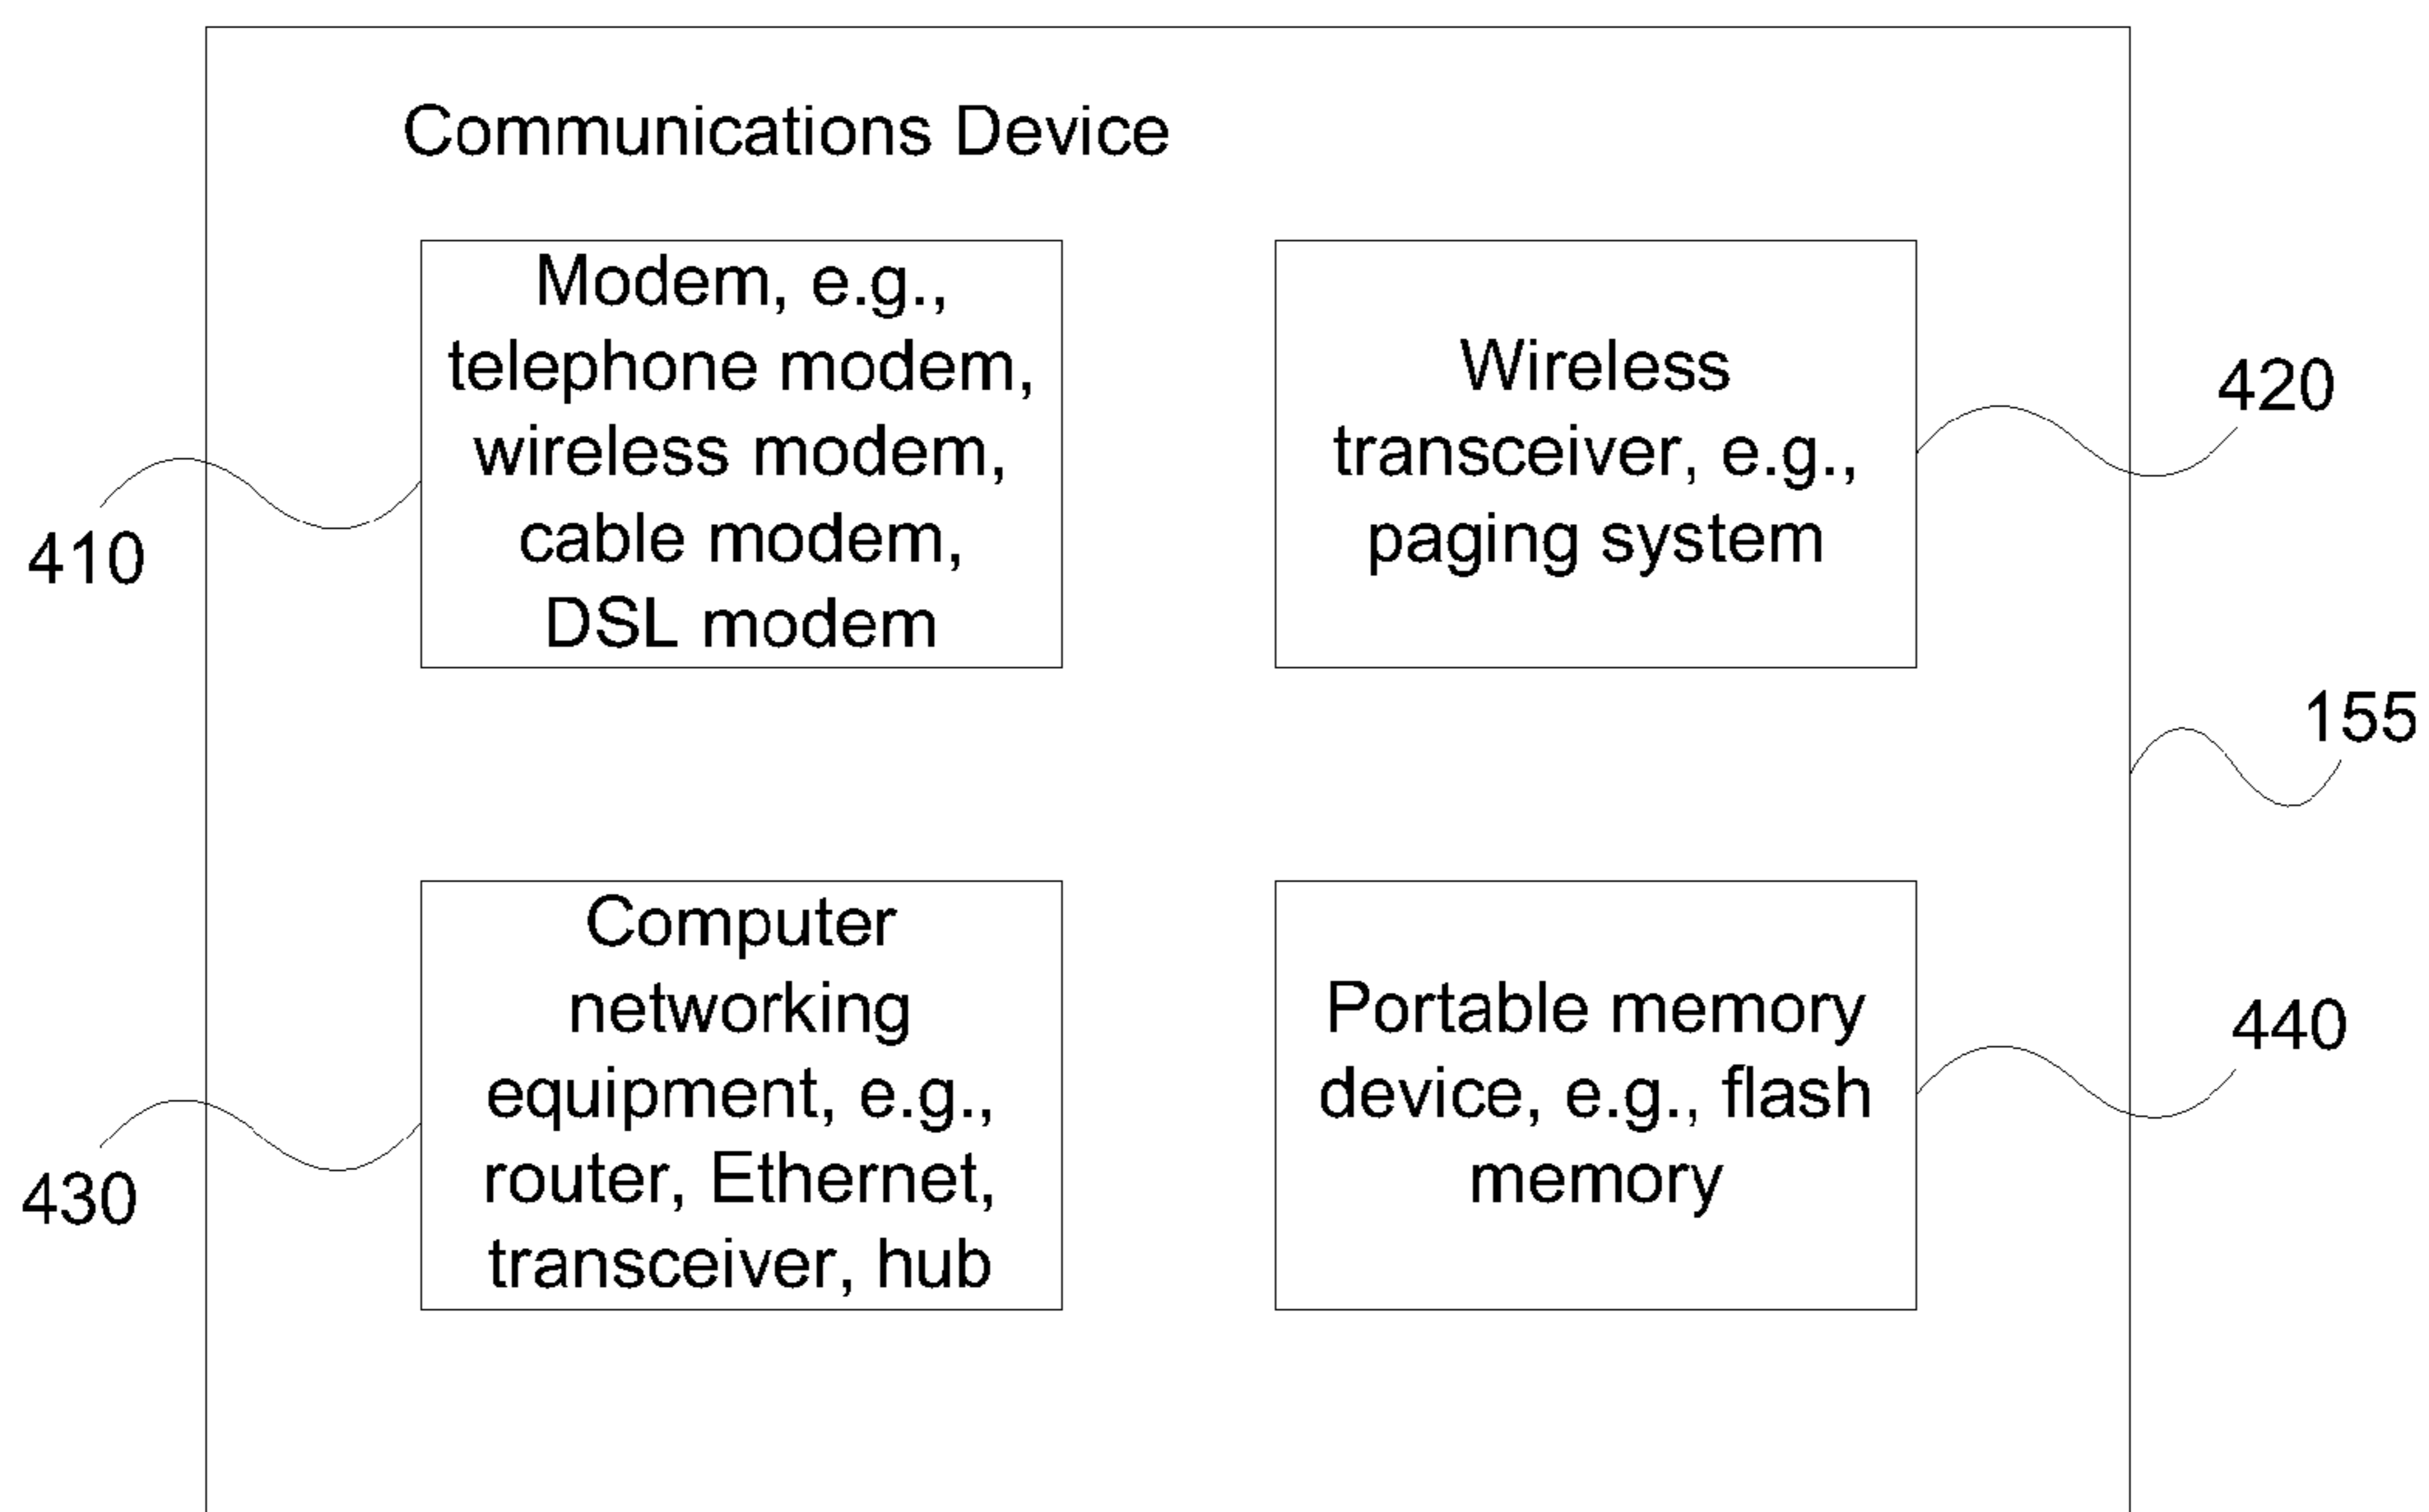 Communications Device
Modem, e.g.,
telephone modem,
wireless modem,
cable modem,
DSL modem
410
Wireless
transceiver, e.g.,
paging system
420
155
Computer
networking
equipment, e.g.,
router, Ethernet,
transceiver, hub
430
Portable memory
device, e.g., flash
memory
440